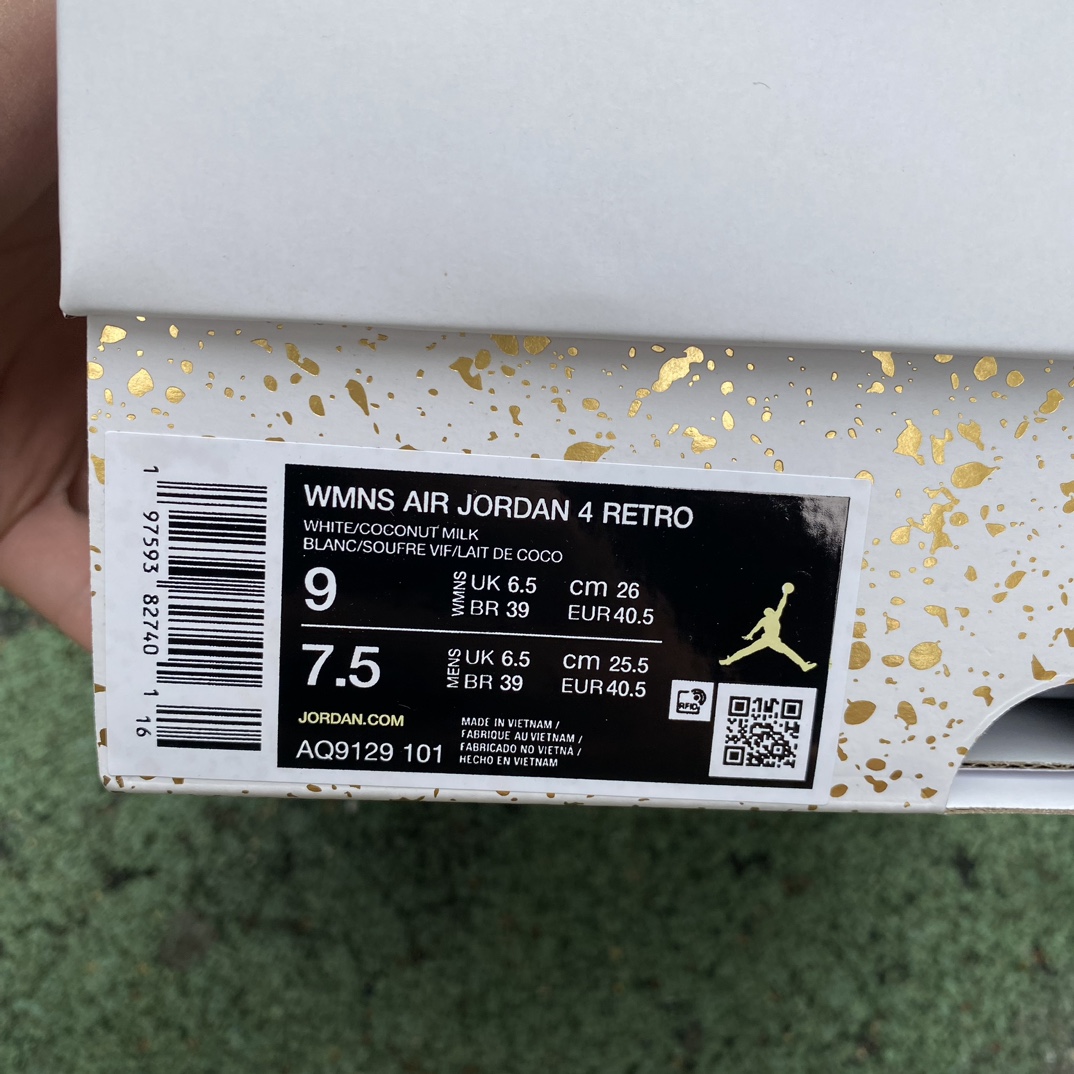 WMNS AIR JORDAN 4 RETRO
WHITE/COCONUT MILK
BLANC/SOUFRE VIF/LAIT DE COCO
9 WMNS UK 6.5 cm 26
BR 39 EUR 40.5
7.5 MENS UK 6.5 cm 25.5
BR 39 EUR 40.5
RFID
JORDAN.COM
AQ9129 101
MADE IN VIETNAM /
FABRIQUE AU VIETNAM /
FABRICADO NO VIETNÃ /
HECHO EN VIETNAM
1 97593 82740 1 16